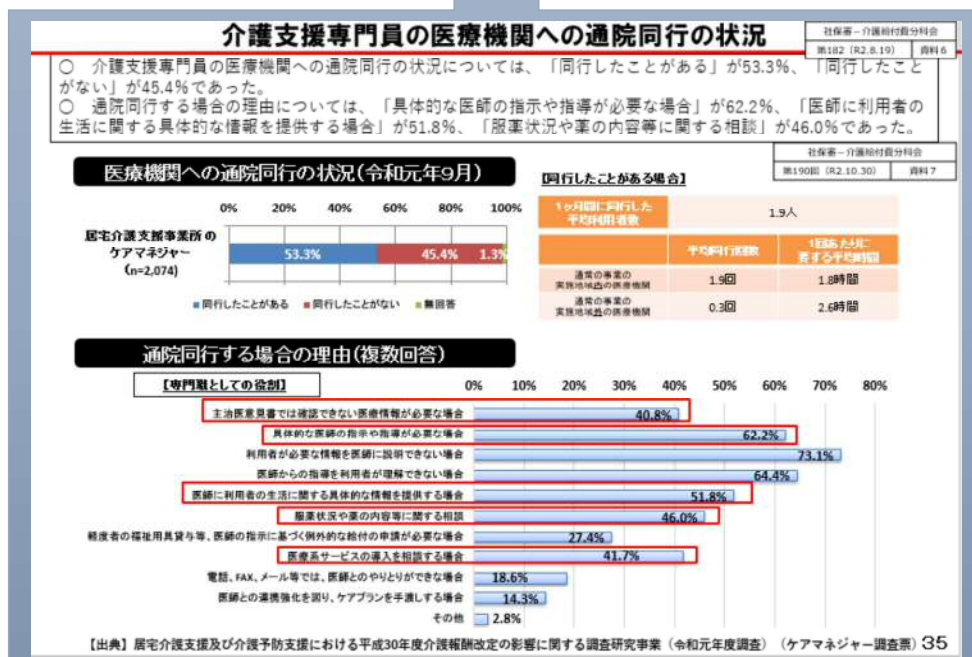 介護支援専門員の医療機関への通院同行の状況
社保審－介護給付費分科会
第182（R2.8.19） 資料6
○ 介護支援専門員の医療機関への通院同行の状況については、「同行したことがある」が53.3％、「同行したこと
がない」が45.4％であった。
○ 通院同行する場合の理由については、「具体的な医師の指示や指導が必要な場合」が62.2％、「医師に利用者の
生活に関する具体的な情報を提供する場合」が51.8％、「服薬状況や薬の内容等に関する相談」が46.0％であった。
社保審－介護給付費分科会
第190回（R2.10.30） 資料7
医療機関への通院同行の状況（令和元年9月）
0% 20% 40% 60% 80% 100%
居宅介護支援事業所の
ケアマネジャー
(n=2,074)
53.3% 45.4% 1.3%
■同行したことがある ■同行したことがない ■無回答
【同行したことがある場合】
1ヶ月間に同行した
平均利用者数
1.9人
平均同行回数
1回あたりに
要する平均時間
通常の事業の
実施地域内の医療機関
1.9回 1.8時間
通常の事業の
実施地域外の医療機関
0.3回 2.6時間
通院同行する場合の理由（複数回答）
【専門職としての役割】
0% 10% 20% 30% 40% 50% 60% 70% 80%
主治医意見書では確認できない医療情報が必要な場合 40.8%
具体的な医師の指示や指導が必要な場合 62.2%
利用者が必要な情報を医師に説明できない場合 73.1%
医師からの指導を利用者が理解できない場合 64.4%
医師に利用者の生活に関する具体的な情報を提供する場合 51.8%
服薬状況や薬の内容等に関する相談 46.0%
軽度者の福祉用具貸与等、医師の指示に基づく例外的な給付の申請が必要な場合 27.4%
医療系サービスの導入を相談する場合 41.7%
電話、FAX、メール等では、医師とのやりとりができな場合 18.6%
医師との連携強化を図り、ケアプランを手渡しする場合 14.3%
その他 2.8%
【出典】居宅介護支援及び介護予防支援における平成30年度介護報酬改定の影響に関する調査研究事業（令和元年度調査）（ケアマネジャー調査票） 35